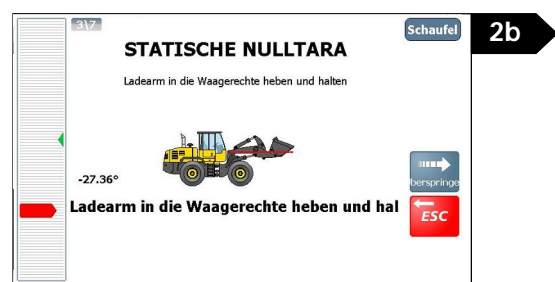 3\7
Schaufel
2b
STATISCHE NULLTARA
Ladearm in die Waagerechte heben und halten
-27.36°
berspringe
Ladearm in die Waagerechte heben und hal
ESC